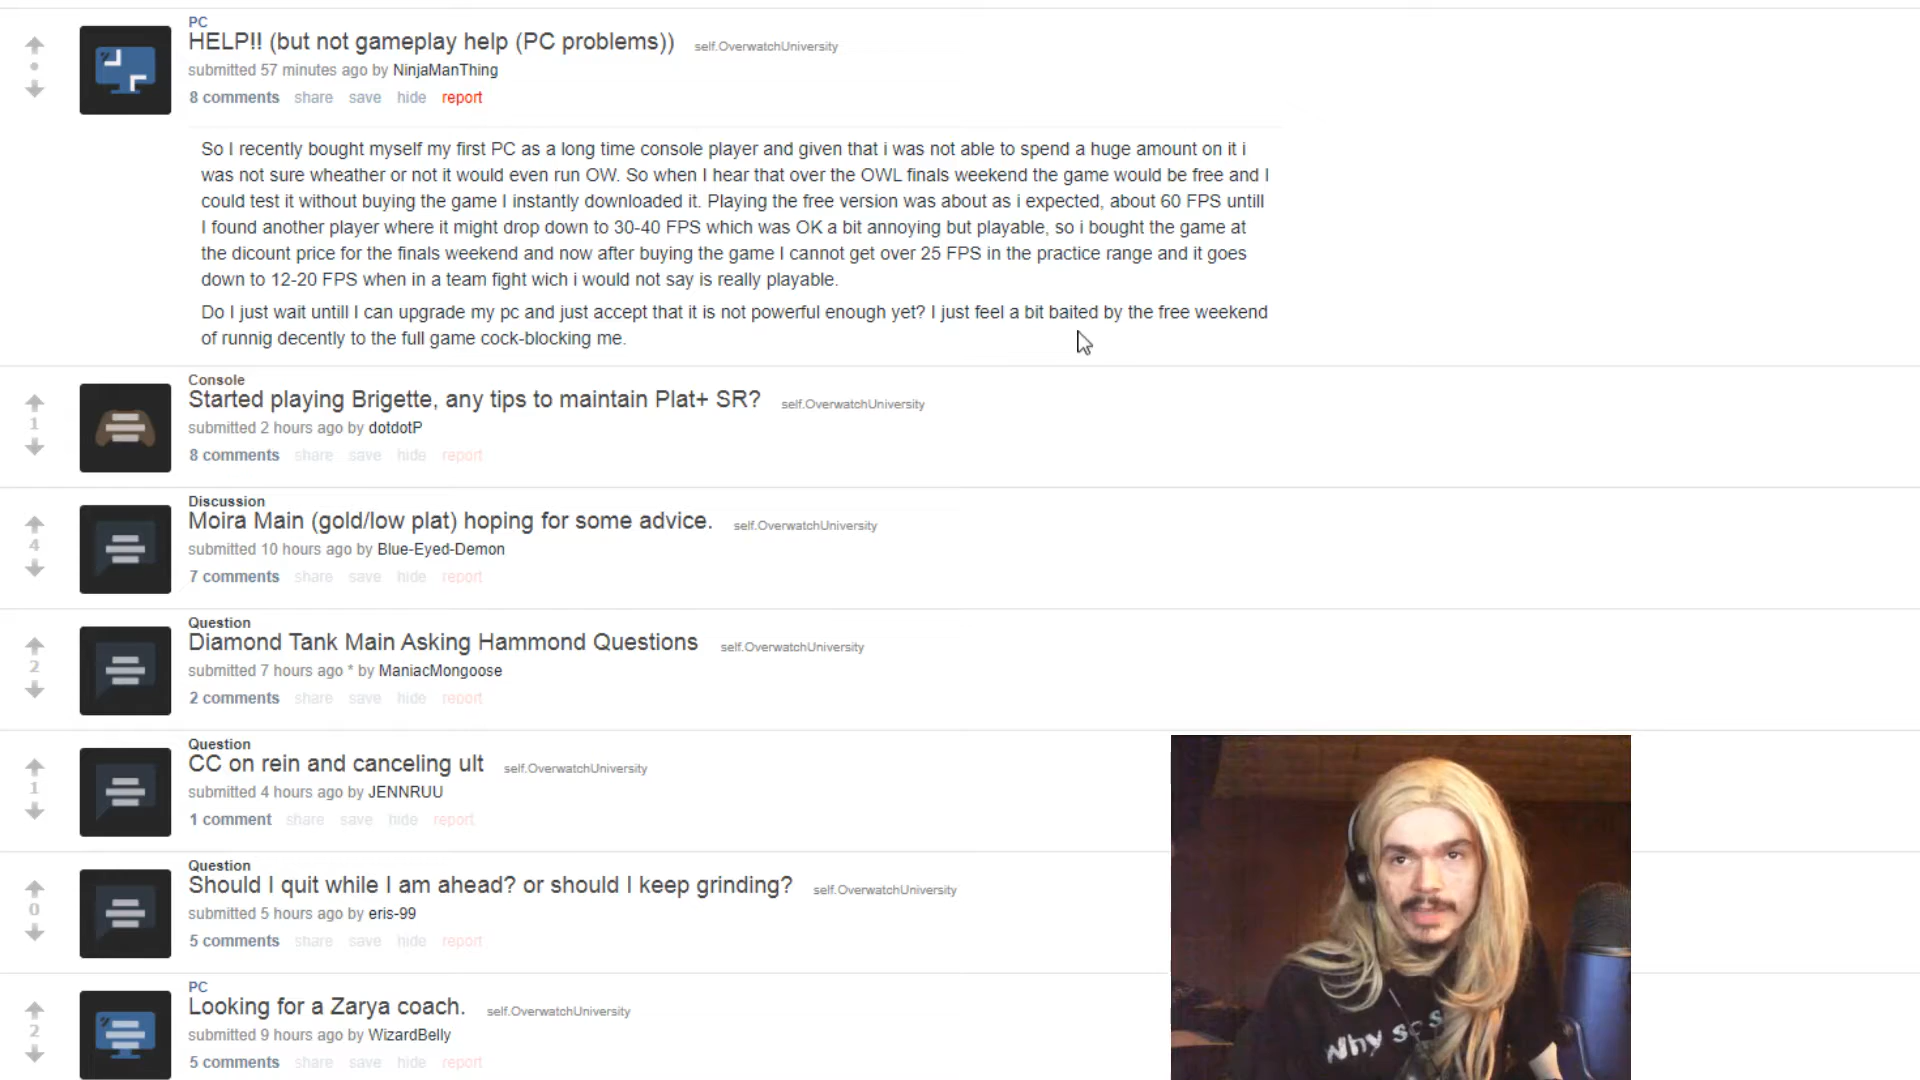 PC
HELP!! (but not gameplay help (PC problems)) self.OverwatchUniversity
submitted 57 minutes ago by NinjaManThing
8 comments share save hide report
So I recently bought myself my first PC as a long time console player and given that i was not able to spend a huge amount on it i
was not sure wheather or not it would even run OW. So when I hear that over the OWL finals weekend the game would be free and I
could test it without buying the game I instantly downloaded it. Playing the free version was about as i expected, about 60 FPS untill
I found another player where it might drop down to 30-40 FPS which was OK a bit annoying but playable, so i bought the game at
the dicount price for the finals weekend and now after buying the game I cannot get over 25 FPS in the practice range and it goes
down to 12-20 FPS when in a team fight wich i would not say is really playable.
Do I just wait untill I can upgrade my pc and just accept that it is not powerful enough yet? I just feel a bit baited by the free weekend
of runnig decently to the full game cock-blocking me.
Console
Started playing Brigette, any tips to maintain Plat+ SR? self.OverwatchUniversity
1
submitted 2 hours ago by dotdotP
8 comments share save hide report
Discussion
Moira Main (gold/low plat) hoping for some advice. self.OverwatchUniversity
4
submitted 10 hours ago by Blue-Eyed-Demon
7 comments share save hide report
Question
Diamond Tank Main Asking Hammond Questions self.OverwatchUniversity
2
submitted 7 hours ago * by ManiacMongoose
2 comments share save hide report
Question
CC on rein and canceling ult self.OverwatchUniversity
1
submitted 4 hours ago by JENNRUU
1 comment share save hide report
Question
Should I quit while I am ahead? or should I keep grinding? self.OverwatchUniversity
0
submitted 5 hours ago by eris-99
5 comments share save hide report
PC
Looking for a Zarya coach. self.OverwatchUniversity
2
submitted 9 hours ago by WizardBelly
5 comments share save hide report
Why so s